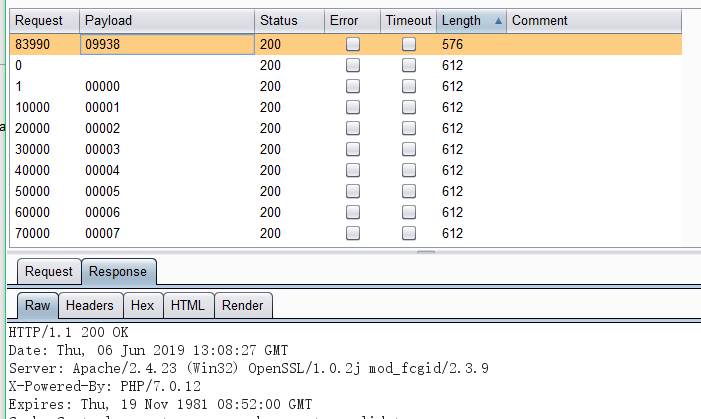 Request Payload Status Error Timeout Length Comment
83990 09938 200 576
0 200 612
1 00000 200 612
10000 00001 200 612
20000 00002 200 612
30000 00003 200 612
40000 00004 200 612
50000 00005 200 612
60000 00006 200 612
70000 00007 200 612
Request Response
Raw Headers Hex HTML Render
HTTP/1.1 200 OK
Date: Thu, 06 Jun 2019 13:08:27 GMT
Server: Apache/2.4.23 (Win32) OpenSSL/1.0.2j mod_fcgid/2.3.9
X-Powered-By: PHP/7.0.12
Expires: Thu, 19 Nov 1981 08:52:00 GMT